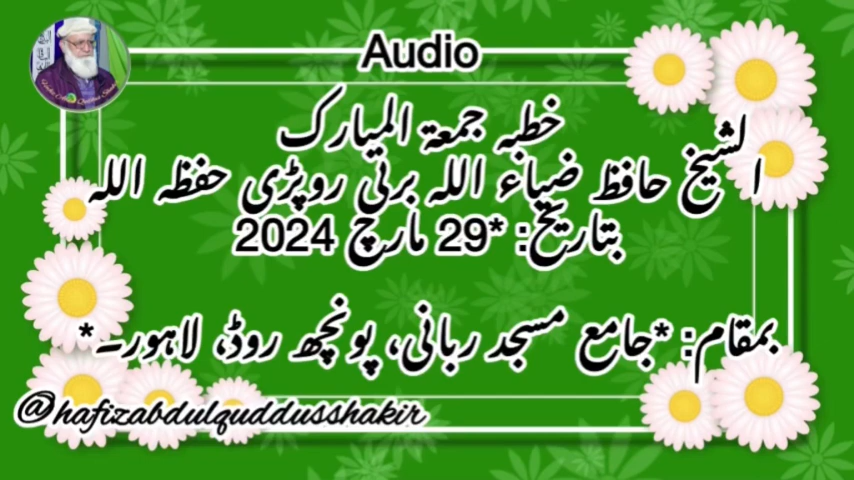 Audio
خطبہ جمعۃ المبارک
الشیخ حافظ ضیاء اللہ برنی روپڑی حفظہ اللہ
بتاریخ: *29 مارچ 2024
بمقام: *جامع مسجد ربانی، پونچھ روڈ، لاہور۔*
@hafizabdulquddusshakir